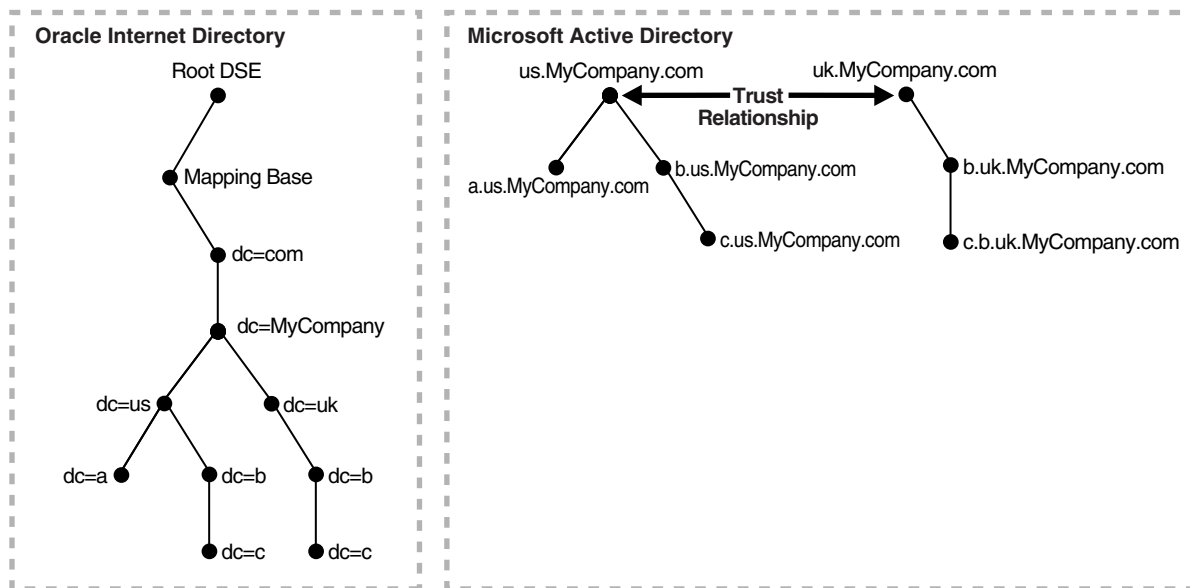 Oracle Internet Directory
Root DSE
Mapping Base
dc=com
dc=MyCompany
dc=us
dc=uk
dc=a
dc=b
dc=b
dc=c
dc=c
Microsoft Active Directory
us.MyCompany.com
uk.MyCompany.com
Trust
Relationship
a.us.MyCompany.com
b.us.MyCompany.com
b.uk.MyCompany.com
c.us.MyCompany.com
c.b.uk.MyCompany.com